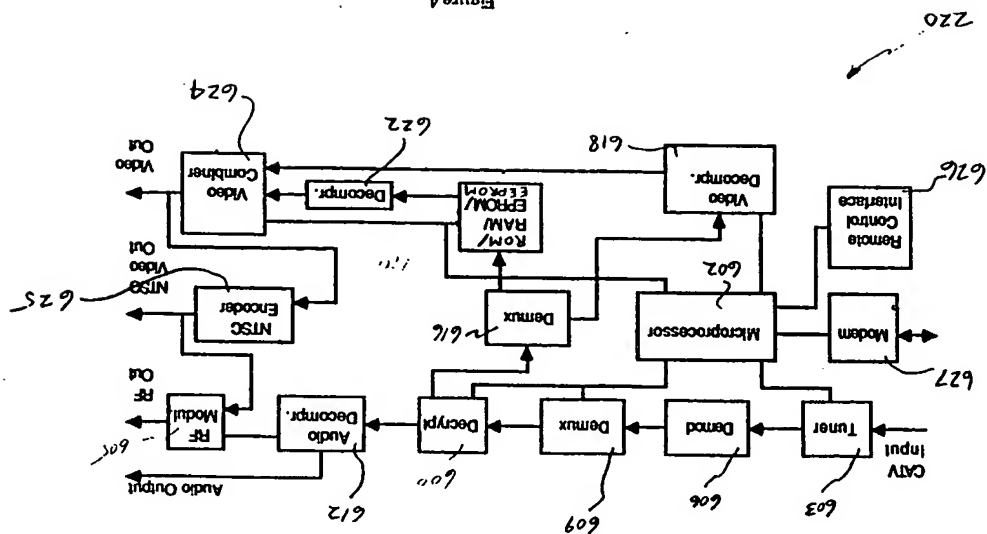 603
606
609
600
612
Audio Output
CATV
Input
Tuner
Demod
Demux
Decrypt
Audio
Decompr.
RF
Modul.
RF
Out
627
Modem
Microprocessor
602
Demux
616
NTSC
Encoder
625
NTSC
Video
Out
626
Remote
Control
Interface
618
Video
Decompr.
ROM/
RAM/
EPROM/
EEPROM
Decompr.
622
Video
Combiner
624
Video
Out
220
Figure 4